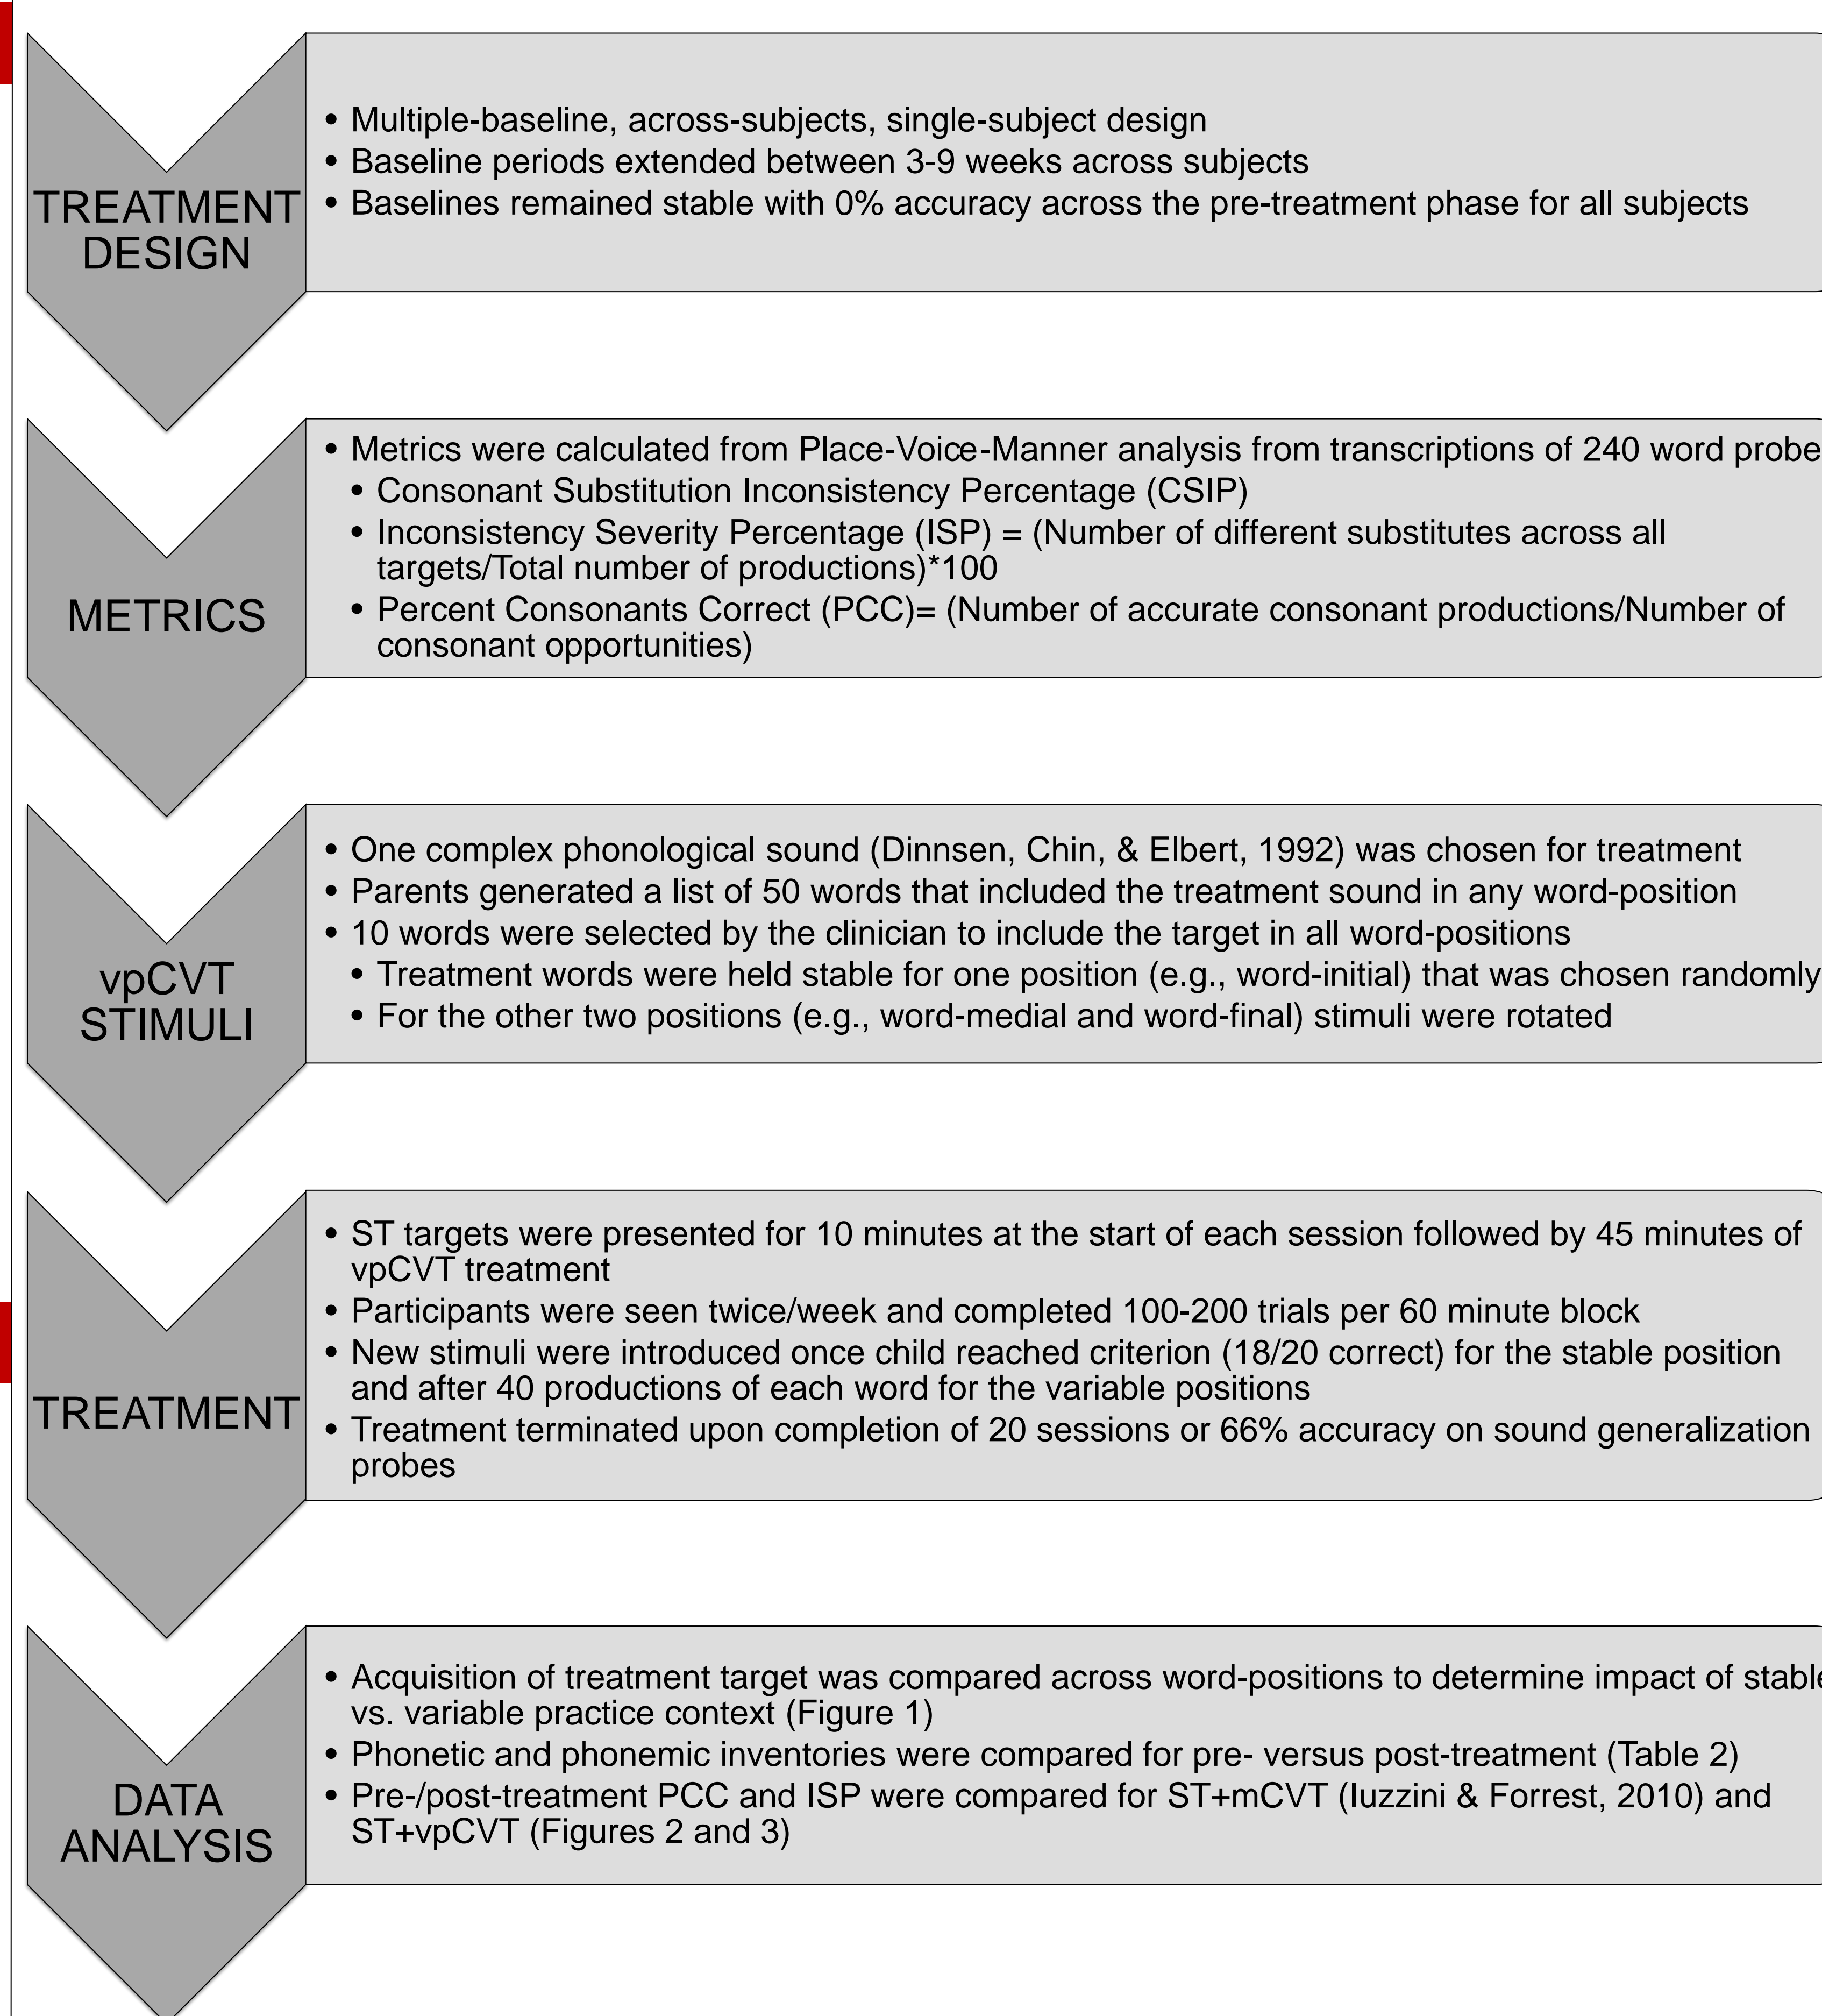 TREATMENT
DESIGN
• Multiple-baseline, across-subjects, single-subject design
• Baseline periods extended between 3-9 weeks across subjects
• Baselines remained stable with 0% accuracy across the pre-treatment phase for all subjects
METRICS
• Metrics were calculated from Place-Voice-Manner analysis from transcriptions of 240 word probe
• Consonant Substitution Inconsistency Percentage (CSIP)
• Inconsistency Severity Percentage (ISP) = (Number of different substitutes across all
targets/Total number of productions)*100
• Percent Consonants Correct (PCC)= (Number of accurate consonant productions/Number of
consonant opportunities)
vpCVT
STIMULI
• One complex phonological sound (Dinnsen, Chin, & Elbert, 1992) was chosen for treatment
• Parents generated a list of 50 words that included the treatment sound in any word-position
• 10 words were selected by the clinician to include the target in all word-positions
• Treatment words were held stable for one position (e.g., word-initial) that was chosen randomly
• For the other two positions (e.g., word-medial and word-final) stimuli were rotated
TREATMENT
• ST targets were presented for 10 minutes at the start of each session followed by 45 minutes of
vpCVT treatment
• Participants were seen twice/week and completed 100-200 trials per 60 minute block
• New stimuli were introduced once child reached criterion (18/20 correct) for the stable position
and after 40 productions of each word for the variable positions
• Treatment terminated upon completion of 20 sessions or 66% accuracy on sound generalization
probes
DATA
ANALYSIS
• Acquisition of treatment target was compared across word-positions to determine impact of stable
vs. variable practice context (Figure 1)
• Phonetic and phonemic inventories were compared for pre- versus post-treatment (Table 2)
• Pre-/post-treatment PCC and ISP were compared for ST+mCVT (Iuzzini & Forrest, 2010) and
ST+vpCVT (Figures 2 and 3)